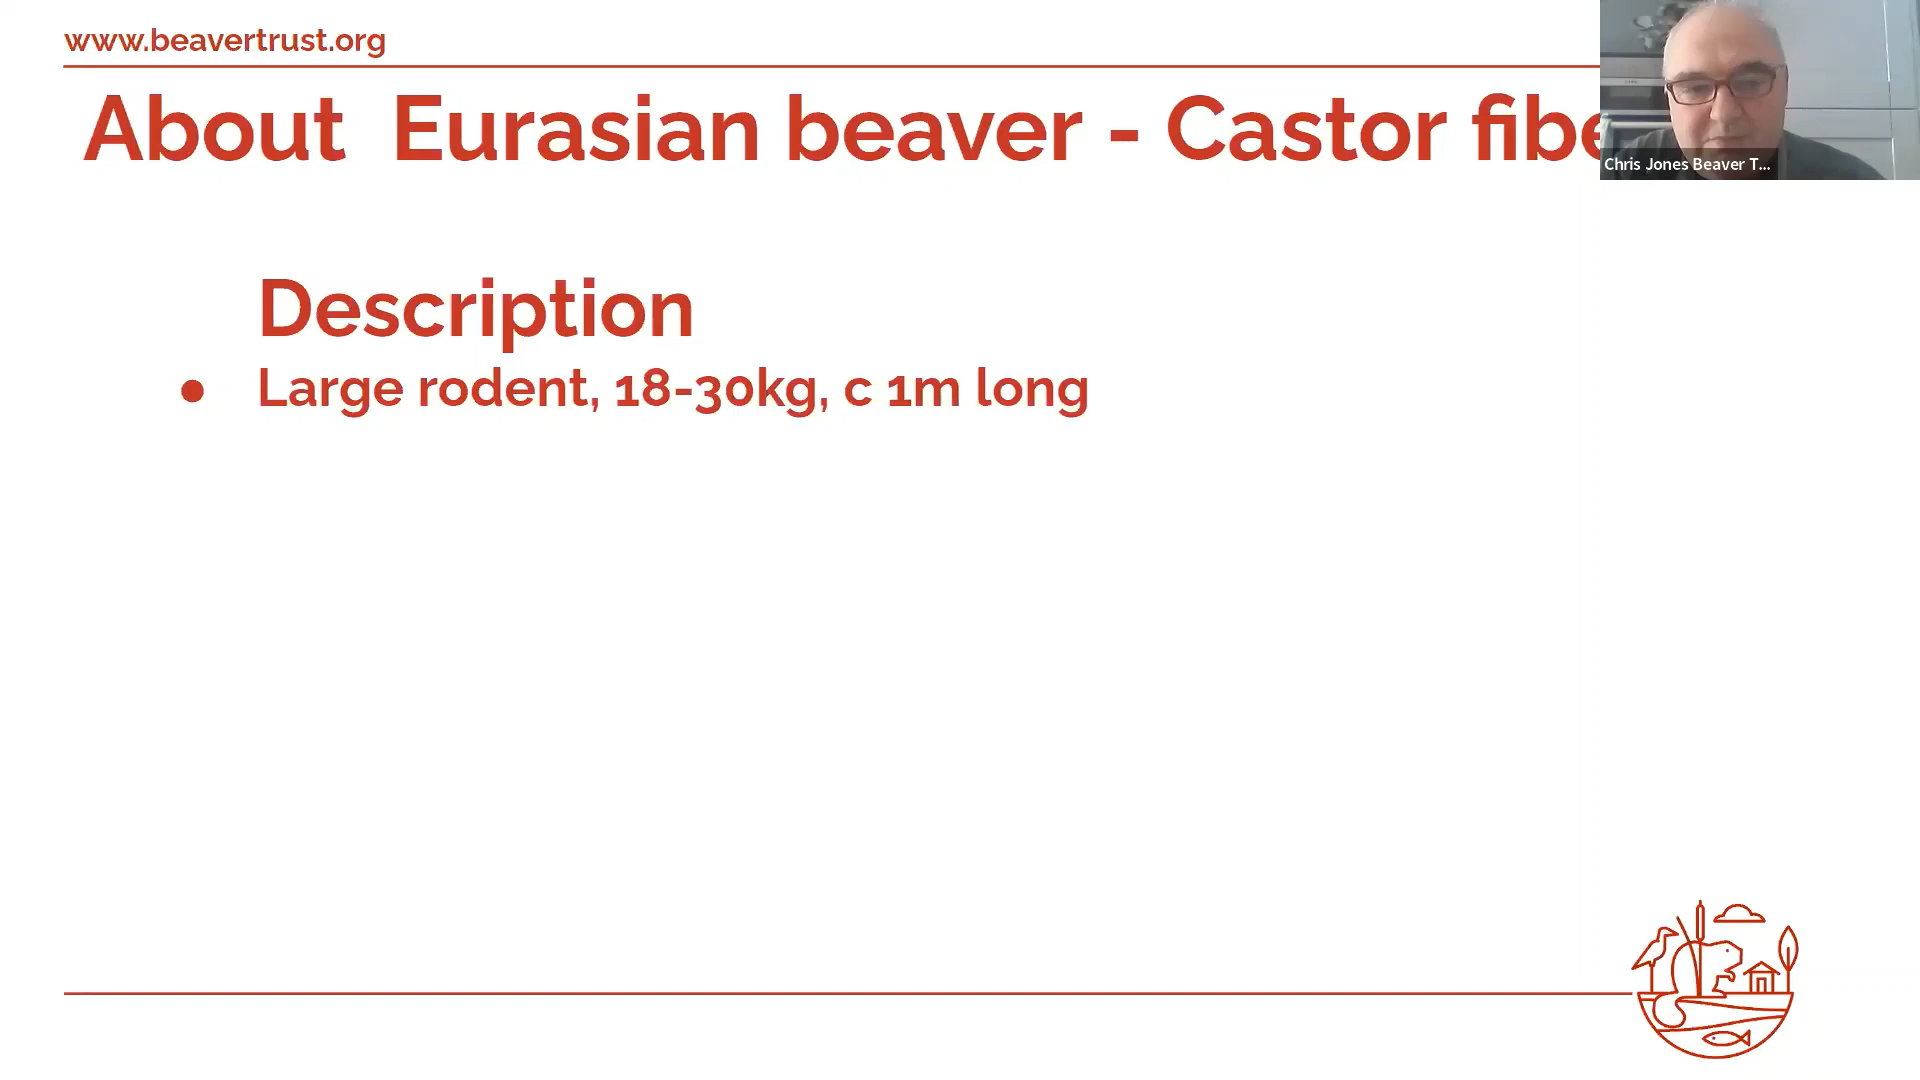 www.beavertrust.org
About Eurasian beaver - Castor fibe
Chris Jones Beaver T...
Description
● Large rodent, 18-30kg, c 1m long